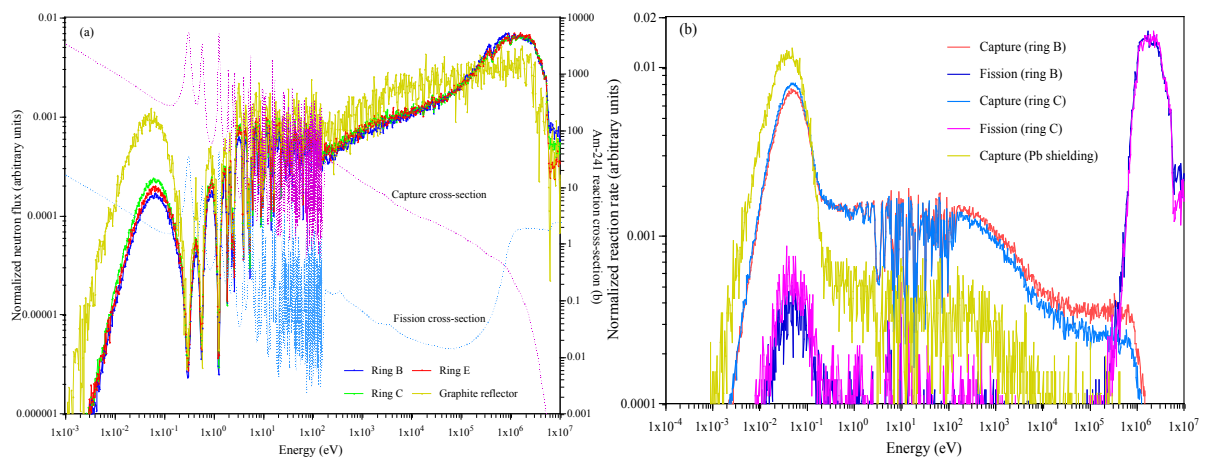 (a)
Normalized neutron flux (arbitrary units)
0.01
0.001
0.0001
0.00001
0.000001
10000
1000
100
10
1
0.1
0.01
0.001
Am-241 reaction cross-section (b)
Capture cross-section
Fission cross-section
Ring B
Ring E
Ring C
Graphite reflector
1x10-3 1x10-2 1x10-1 1x100 1x101 1x102 1x103 1x104 1x105 1x106 1x107
Energy (eV)
(b)
Normalized reaction rate (arbitrary units)
0.02
0.01
0.001
0.0001
Capture (ring B)
Fission (ring B)
Capture (ring C)
Fission (ring C)
Capture (Pb shielding)
1x10-4 1x10-3 1x10-2 1x10-1 1x100 1x101 1x102 1x103 1x104 1x105 1x106 1x107
Energy (eV)